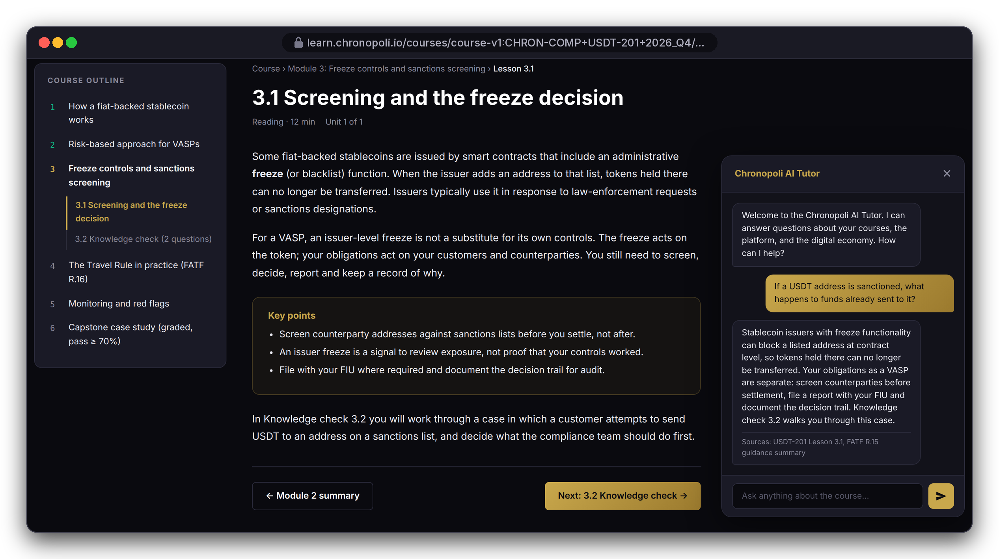 learn.chronopoli.io/courses/course-v1:CHRON-COMP+USDT-201+2026_Q4/...
COURSE OUTLINE
1 How a fiat-backed stablecoin
works
2 Risk-based approach for VASPs
3 Freeze controls and sanctions
screening
3.1 Screening and the freeze
decision
3.2 Knowledge check (2 questions)
4 The Travel Rule in practice (FATF
R.16)
5 Monitoring and red flags
6 Capstone case study (graded,
pass ≥ 70%)
Course › Module 3: Freeze controls and sanctions screening › Lesson 3.1
3.1 Screening and the freeze decision
Reading · 12 min Unit 1 of 1
Some fiat-backed stablecoins are issued by smart contracts that include an administrative
freeze (or blacklist) function. When the issuer adds an address to that list, tokens held there
can no longer be transferred. Issuers typically use it in response to law-enforcement requests
or sanctions designations.
For a VASP, an issuer-level freeze is not a substitute for its own controls. The freeze acts on
the token; your obligations act on your customers and counterparties. You still need to screen,
decide, report and keep a record of why.
Key points
• Screen counterparty addresses against sanctions lists before you settle, not after.
• An issuer freeze is a signal to review exposure, not proof that your controls worked.
• File with your FIU where required and document the decision trail for audit.
In Knowledge check 3.2 you will work through a case in which a customer attempts to send
USDT to an address on a sanctions list, and decide what the compliance team should do first.
← Module 2 summary
Next: 3.2 Knowledge check →
Chronopoli AI Tutor ✕
Welcome to the Chronopoli AI Tutor. I can
answer questions about your courses, the
platform, and the digital economy. How
can I help?
If a USDT address is sanctioned, what
happens to funds already sent to it?
Stablecoin issuers with freeze functionality
can block a listed address at contract
level, so tokens held there can no longer
be transferred. Your obligations as a VASP
are separate: screen counterparties before
settlement, file a report with your FIU and
document the decision trail. Knowledge
check 3.2 walks you through this case.
Sources: USDT-201 Lesson 3.1, FATF R.15
guidance summary
Ask anything about the course...